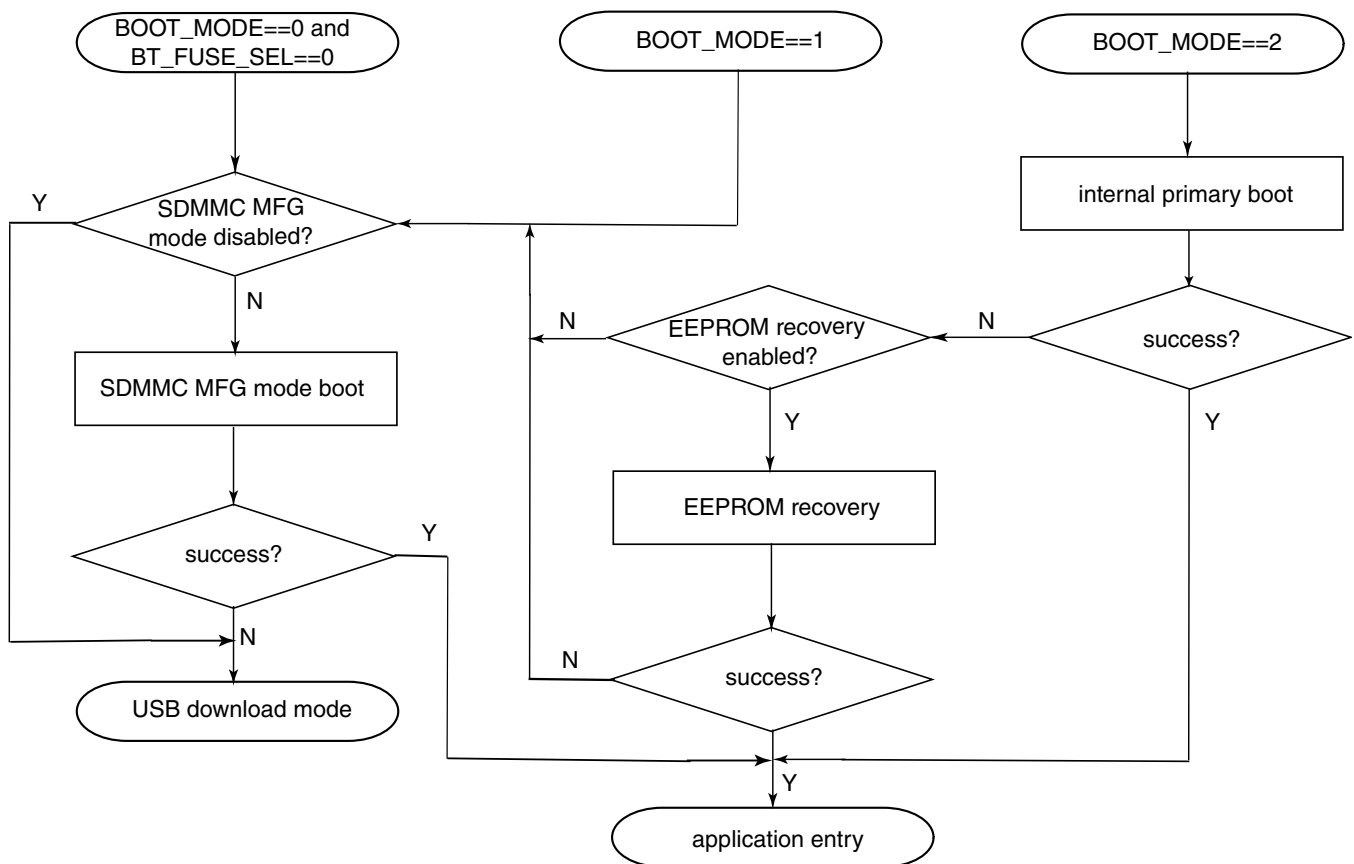 BOOT_MODE==0 and
BT_FUSE_SEL==0
BOOT_MODE==1
BOOT_MODE==2
Y
SDMMC MFG
mode disabled?
internal primary boot
N
N
EEPROM recovery
enabled?
N
success?
SDMMC MFG mode boot
Y
Y
EEPROM recovery
success?
Y
N
N
success?
USB download mode
Y
application entry